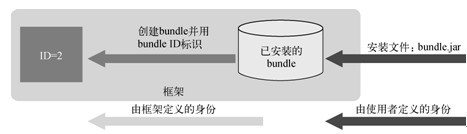 ID=2
创建bundle并用
bundle ID标识
已安装的
bundle
安装文件：bundle.jar
框架
由框架定义的身份
由使用者定义的身份